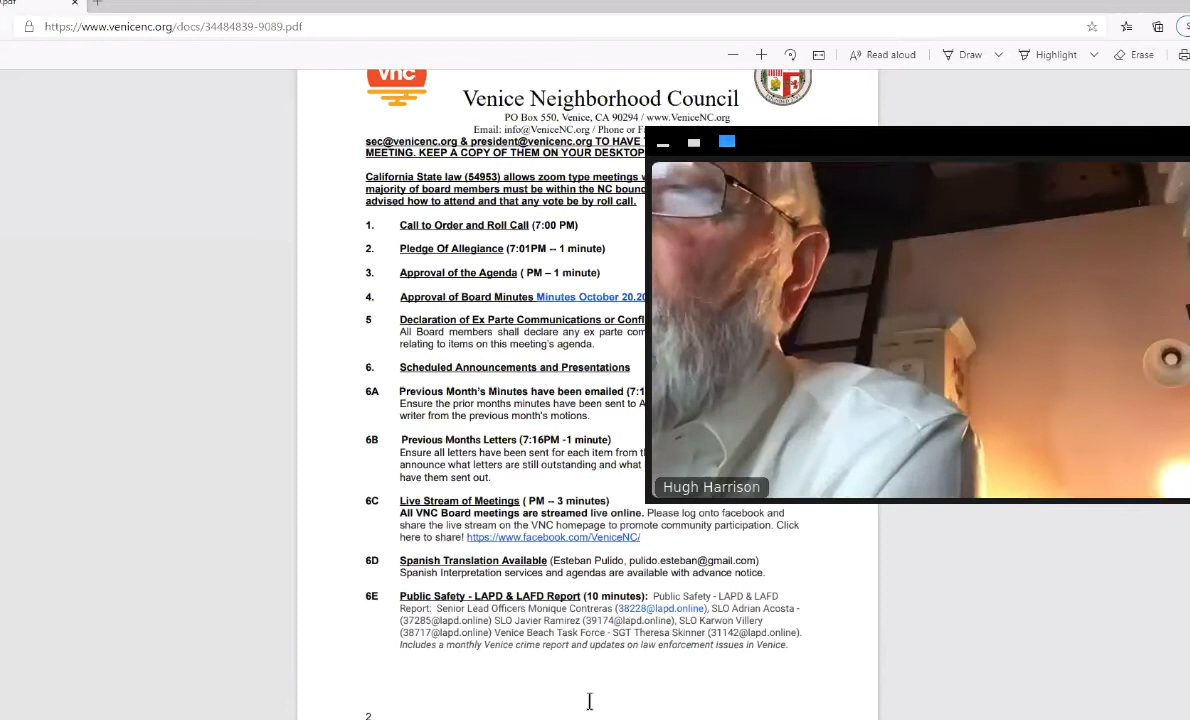 .pdf
https://www.venicenc.org/docs/34484839-9089.pdf
Read aloud Draw Highlight Erase
vnc
Venice Neighborhood Council
PO Box 550, Venice, CA 90294 / www.VeniceNC.org
Email: info@VeniceNC.org / Phone or
sec@venicenc.org & president@venicenc.org TO HAVE
MEETING. KEEP A COPY OF THEM ON YOUR DESKTOP
California State law (54953) allows zoom type meetings
majority of board members must be within the NC
advised how to attend and that any vote be by roll call.
1. Call to Order and Roll Call (7:00 PM)
2. Pledge Of Allegiance (7:01PM -- 1 minute)
3. Approval of the Agenda ( PM – 1 minute)
4. Approval of Board Minutes Minutes October 20.20
5 Declaration of Ex Parte Communications or
All Board members shall declare any ex parte
relating to items on this meeting's agenda.
6. Scheduled Announcements and Presentations
6A Previous Month's Minutes have been emailed (7:1
Ensure the prior months minutes have been sent to
writer from the previous month's motions.
6B Previous Months Letters (7:16PM -1 minute)
Ensure all letters have been sent for each item from
announce what letters are still outstanding and what
have them sent out.
6C Live Stream of Meetings ( PM -- 3 minutes)
All VNC Board meetings are streamed live online. Please log onto facebook and
share the live stream on the VNC homepage to promote community participation. Click
here to share! https://www.facebook.com/VeniceNC/
6D Spanish Translation Available (Esteban Pulido, pulido.esteban@gmail.com)
Spanish Interpretation services and agendas are available with advance notice.
6E Public Safety - LAPD & LAFD Report (10 minutes): Public Safety - LAPD & LAFD
Report: Senior Lead Officers Monique Contreras (38228@lapd.online), SLO Adrian Acosta -
(37285@lapd.online) SLO Javier Ramirez (39174@lapd.online), SLO Karwon Villery
(38717@lapd.online) Venice Beach Task Force - SGT Theresa Skinner (31142@lapd.online).
Includes a monthly Venice crime report and updates on law enforcement issues in Venice.
2
Hugh Harrison